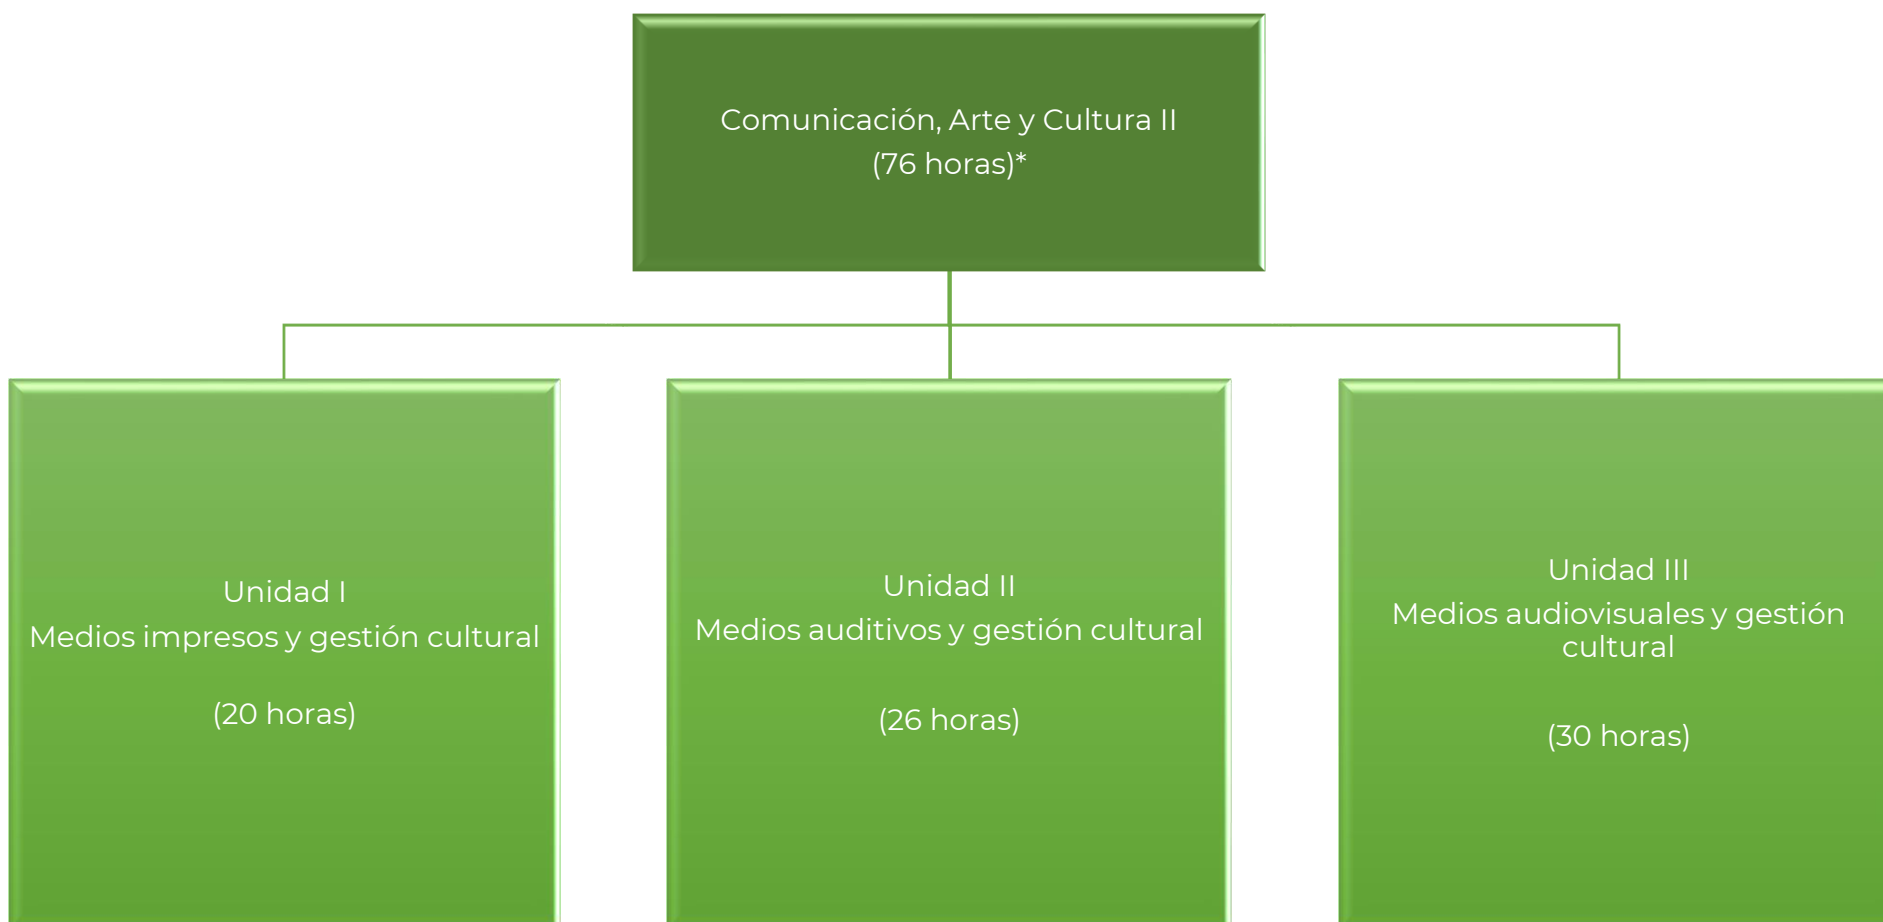 Comunicación, Arte y Cultura II
(76 horas)*
Unidad I
Medios impresos y gestión cultural
(20 horas)
Unidad II
Medios auditivos y gestión cultural
(26 horas)
Unidad III
Medios audiovisuales y gestión
cultural
(30 horas)